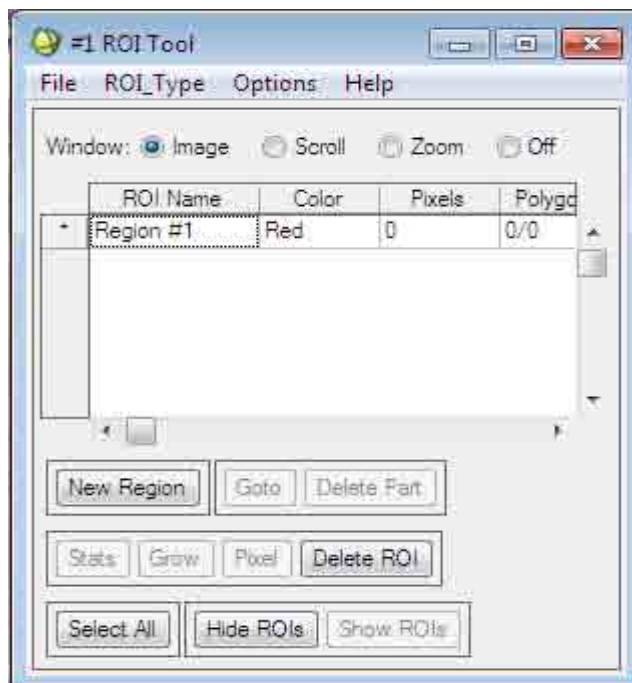 #1 ROI Tool
File ROI_Type Options Help
Window: Image Scroll Zoom Off
ROI Name Color Pixels Polygo
* Region #1 Red 0 0/0
New Region Goto Delete Part
Stats Grow Pixel Delete ROI
Select All Hide ROIs Show ROIs